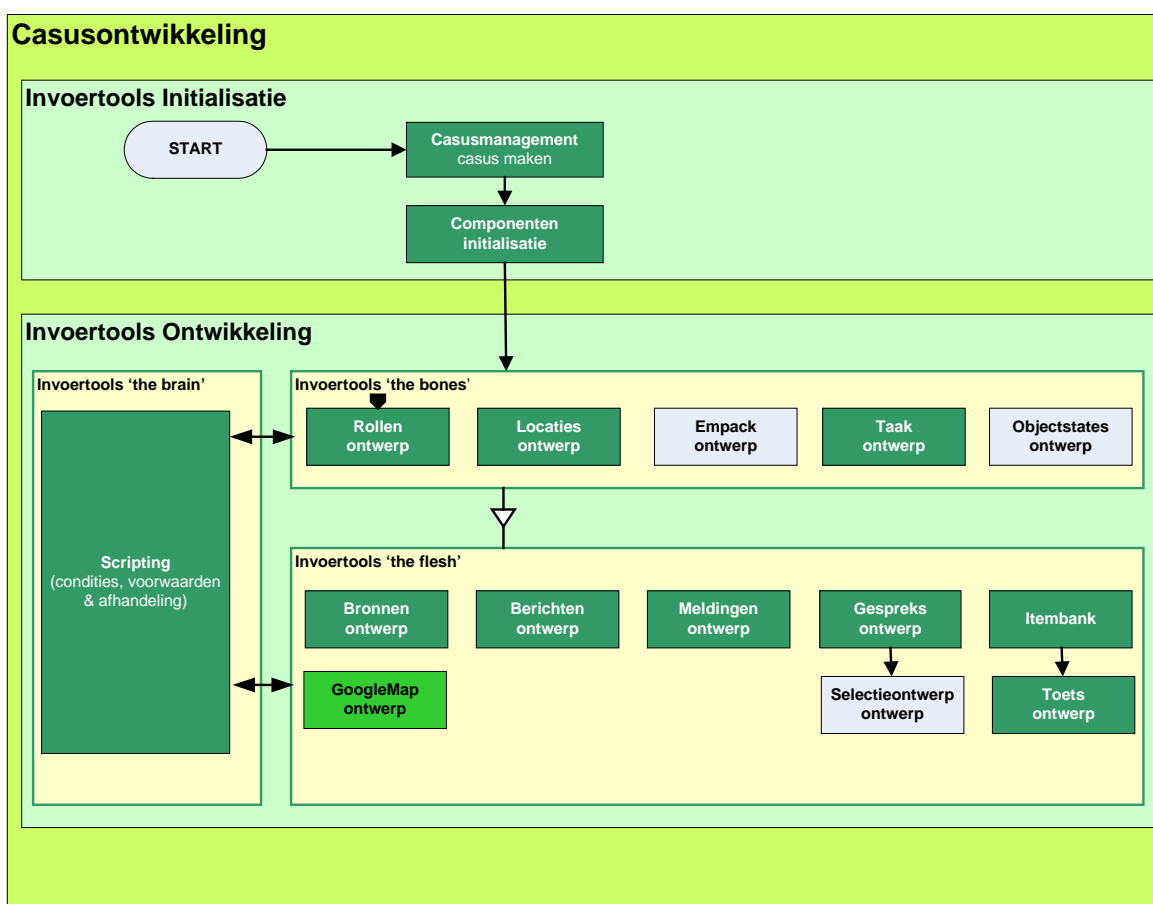 Casusontwikkeling
Invoertools Initialisatie
START
Casusmanagement
casus maken
Componenten
initialisatie
Invoertools Ontwikkeling
Invoertools ‘the brain’
Scripting
(condities, voorwaarden
& afhandeling)
Invoertools ‘the bones’
Rollen
ontwerp
Locaties
ontwerp
Empack
ontwerp
Taak
ontwerp
Objectstates
ontwerp
Invoertools ‘the flesh’
Bronnen
ontwerp
Berichten
ontwerp
Meldingen
ontwerp
Gespreks
ontwerp
Itembank
GoogleMap
ontwerp
Selectieontwerp
ontwerp
Toets
ontwerp